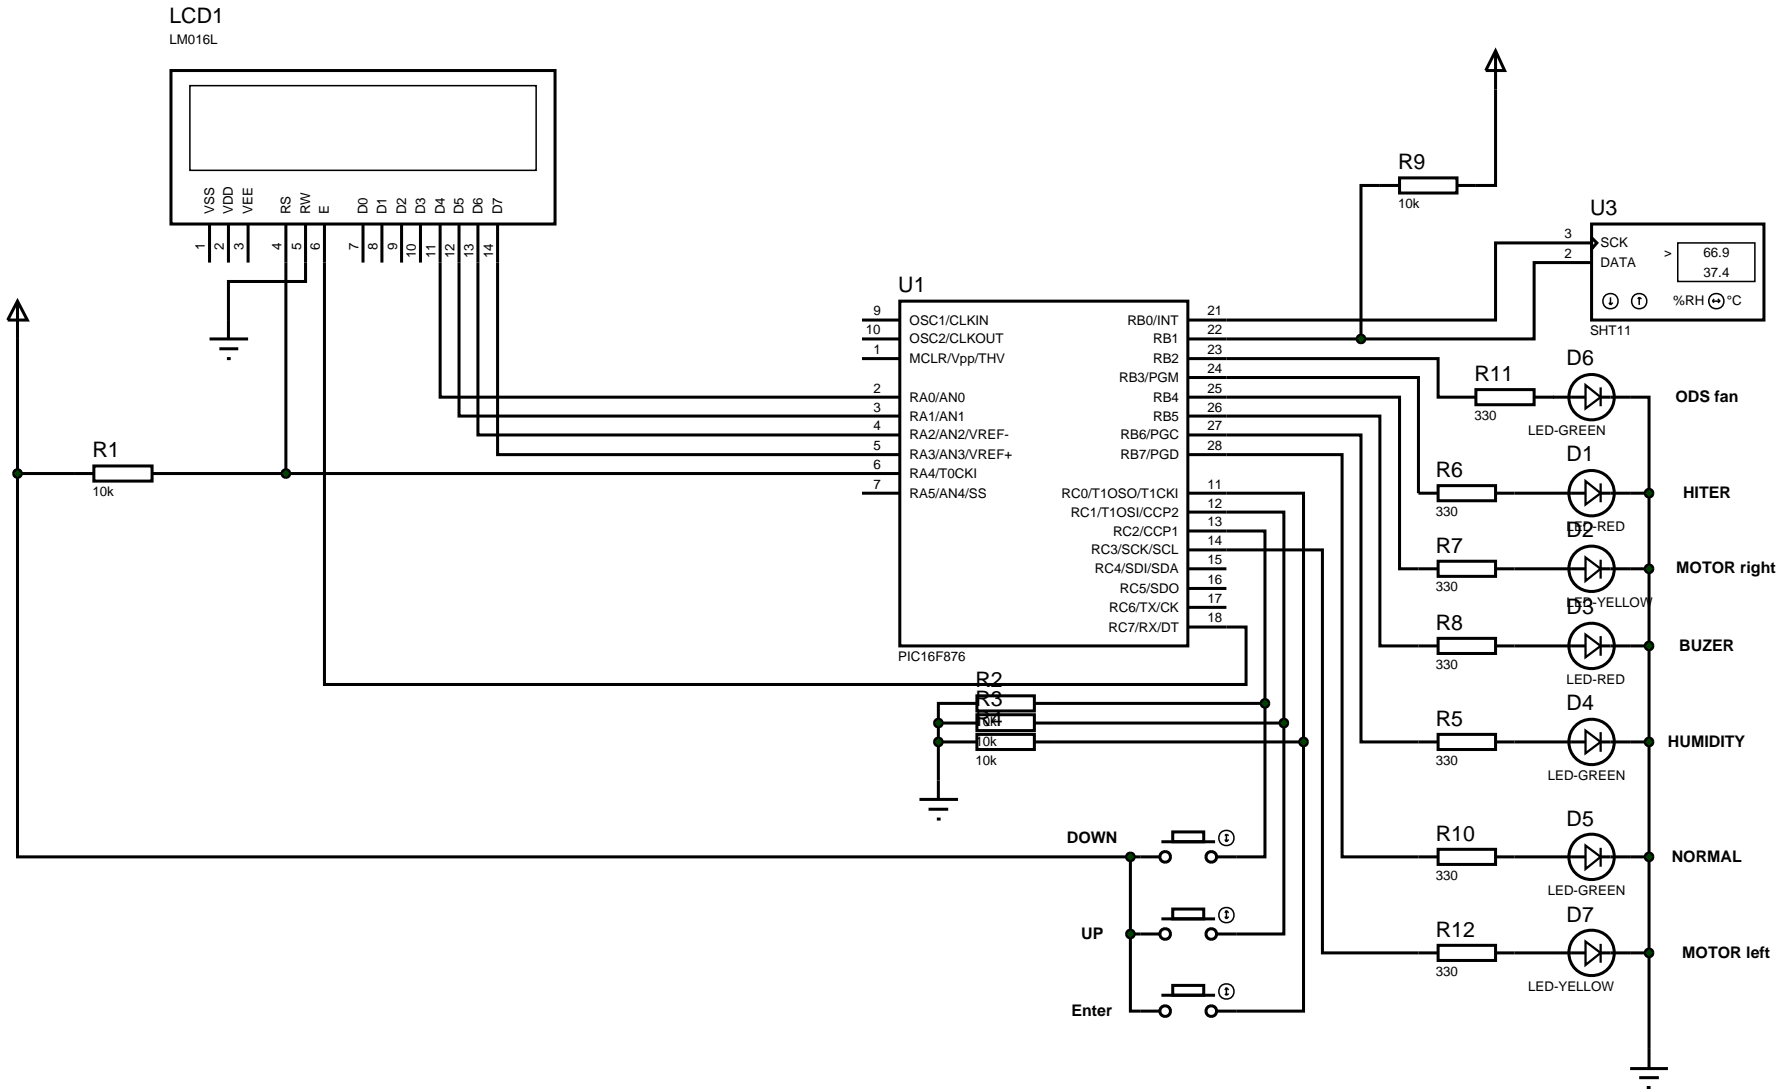 LCD1
LM016L
VSS
VDD
VEE
RS
RW
E
D0
D1
D2
D3
D4
D5
D6
D7
1
2
3
4
5
6
7
8
9
10
11
12
13
14
R9
10k
U3
3 SCK
2 DATA
> 66.9
37.4
%RH °C
SHT11
U1
9 OSC1/CLKIN
10 OSC2/CLKOUT
1 MCLR/Vpp/THV
2 RA0/AN0
3 RA1/AN1
4 RA2/AN2/VREF-
5 RA3/AN3/VREF+
6 RA4/T0CKI
7 RA5/AN4/SS
RB0/INT 21
RB1 22
RB2 23
RB3/PGM 24
RB4 25
RB5 26
RB6/PGC 27
RB7/PGD 28
RC0/T1OSO/T1CKI 11
RC1/T1OSI/CCP2 12
RC2/CCP1 13
RC3/SCK/SCL 14
RC4/SDI/SDA 15
RC5/SDO 16
RC6/TX/CK 17
RC7/RX/DT 18
PIC16F876
R1
10k
R2
R3
10k
R4
10k
10k
DOWN
UP
Enter
R11
330
D6
LED-GREEN
ODS fan
R6
330
D1
LED-RED
HITER
R7
330
D2
LED-YELLOW
MOTOR right
R8
330
D3
LED-RED
BUZER
R5
330
D4
LED-GREEN
HUMIDITY
R10
330
D5
LED-GREEN
NORMAL
R12
330
D7
LED-YELLOW
MOTOR left